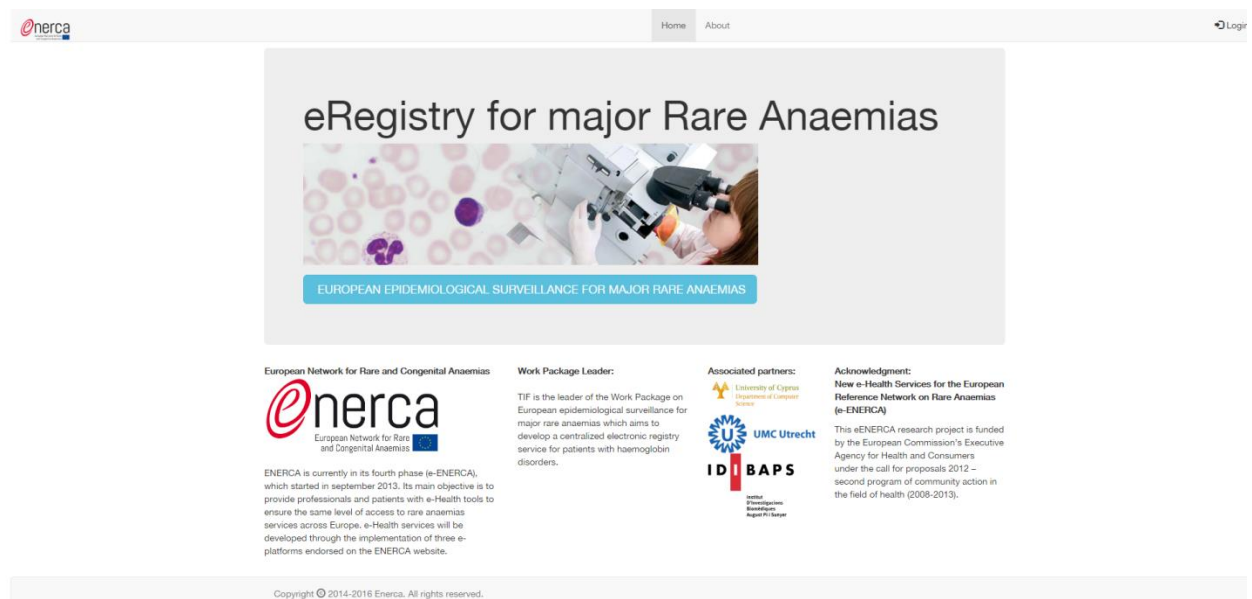 enerca
Home
About
Login
eRegistry for major Rare Anaemias
EUROPEAN EPIDEMIOLOGICAL SURVEILLANCE FOR MAJOR RARE ANAEMIAS
European Network for Rare and Congenital Anaemias
enerca
European Network for Rare
and Congenital Anaemias
ENERCA is currently in its fourth phase (e-ENERCA),
which started in september 2013. Its main objective is to
provide professionals and patients with e-Health tools to
ensure the same level of access to rare anaemias
services across Europe. e-Health services will be
developed through the implementation of three e-
platforms endorsed on the ENERCA website.
Work Package Leader:
TIF is the leader of the Work Package on
European epidemiological surveillance for
major rare anaemias which aims to
develop a centralized electronic registry
service for patients with haemoglobin
disorders.
Associated partners:
University of Cyprus
Department of Computer
Science
UMC Utrecht
IDIBAPS
Institut
D'Investigacions
Biomèdiques
August Pi i Sunyer
Acknowledgment:
New e-Health Services for the European
Reference Network on Rare Anaemias
(e-ENERCA)
This eENERCA research project is funded
by the European Commission's Executive
Agency for Health and Consumers
under the call for proposals 2012 –
second program of community action in
the field of health (2008-2013).
Copyright © 2014-2016 Enerca. All rights reserved.